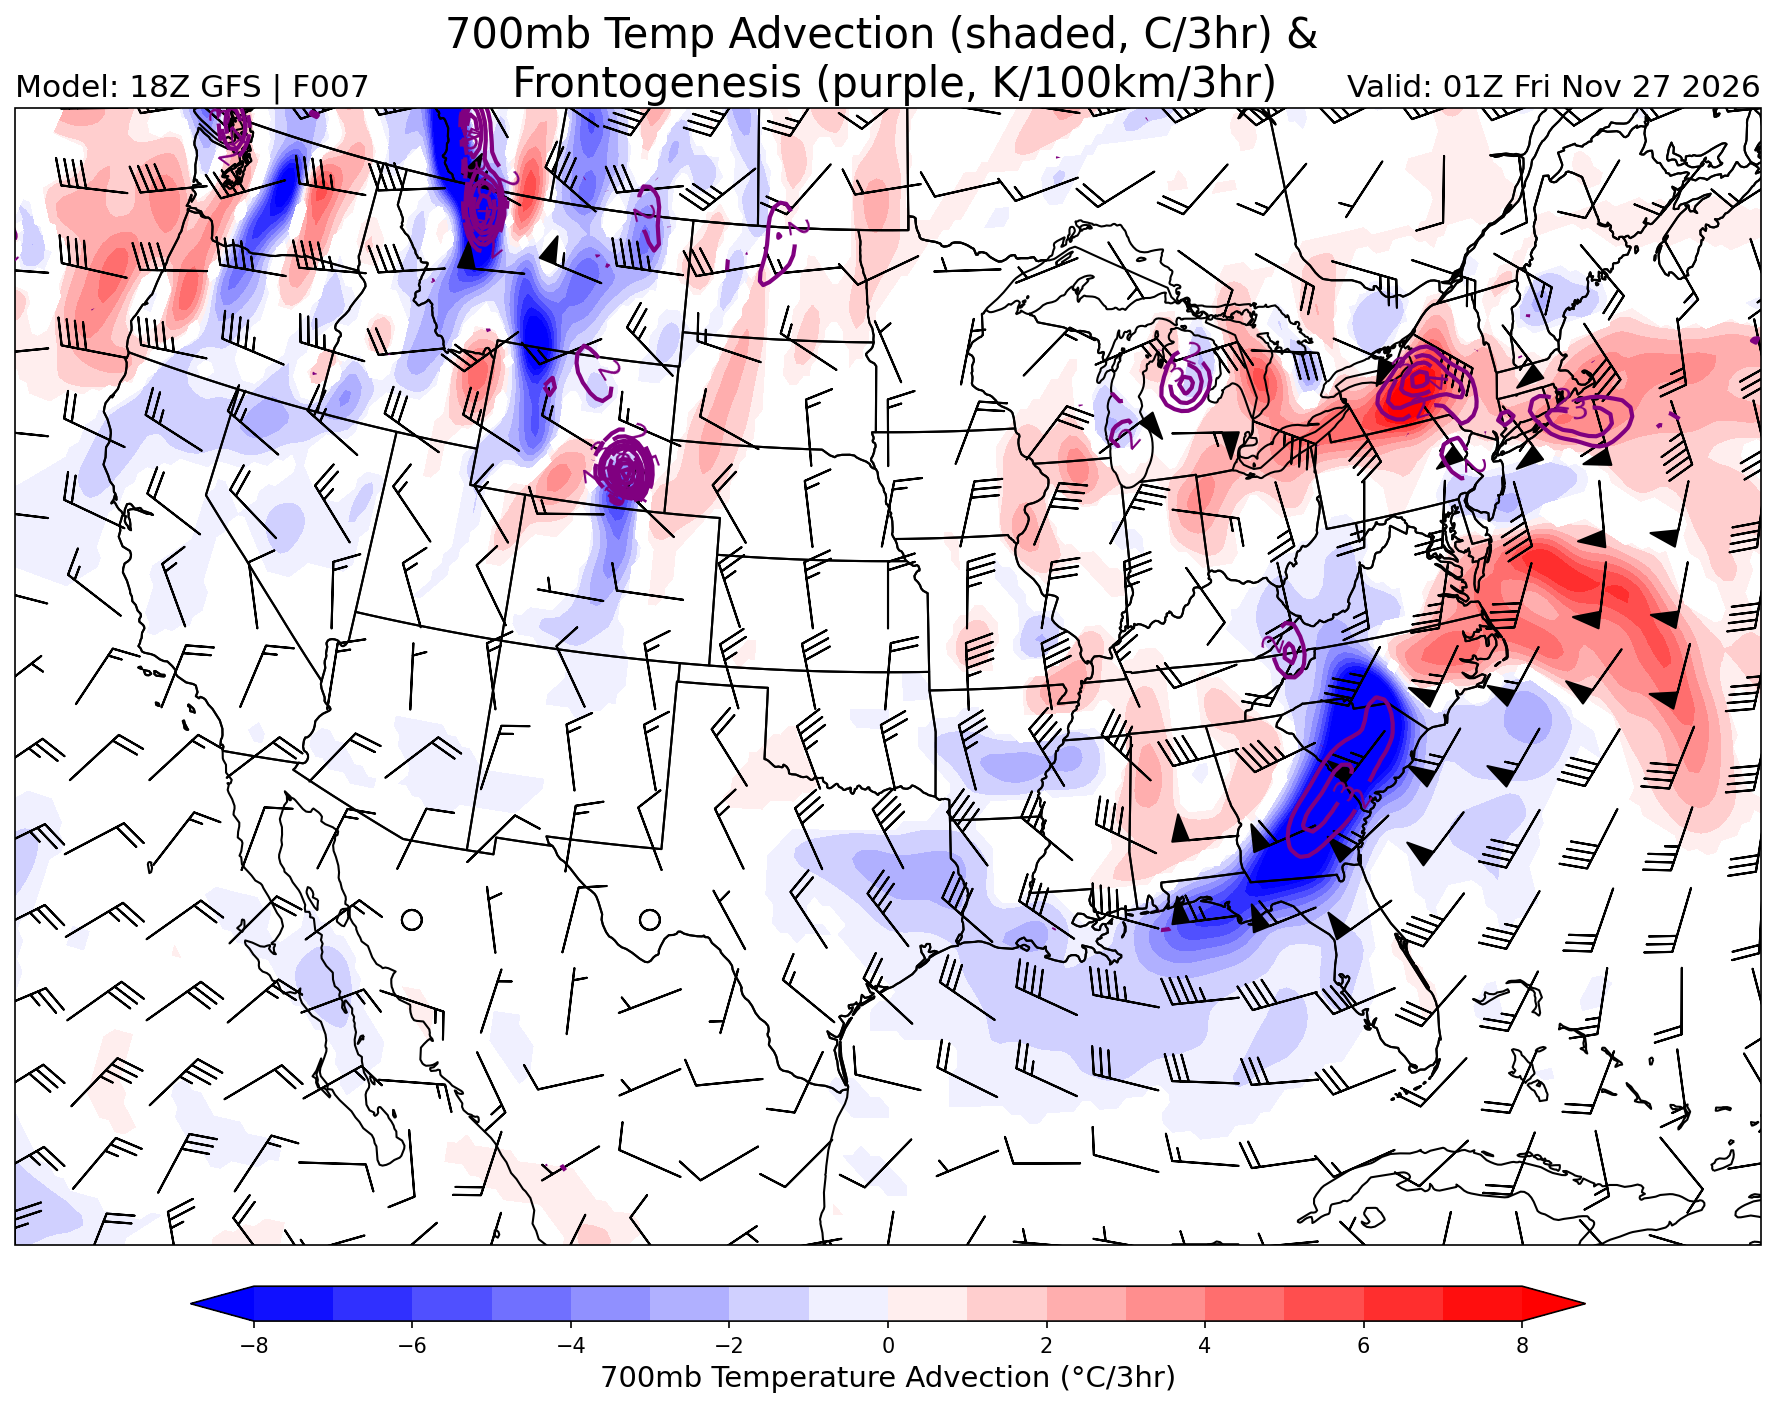 700mb Temp Advection (shaded, C/3hr) &
Model: 18Z GFS | F007 Frontogenesis (purple, K/100km/3hr) Valid: 01Z Fri Nov 27 2026
−8 −6 −4 −2 0 2 4 6 8
700mb Temperature Advection (°C/3hr)